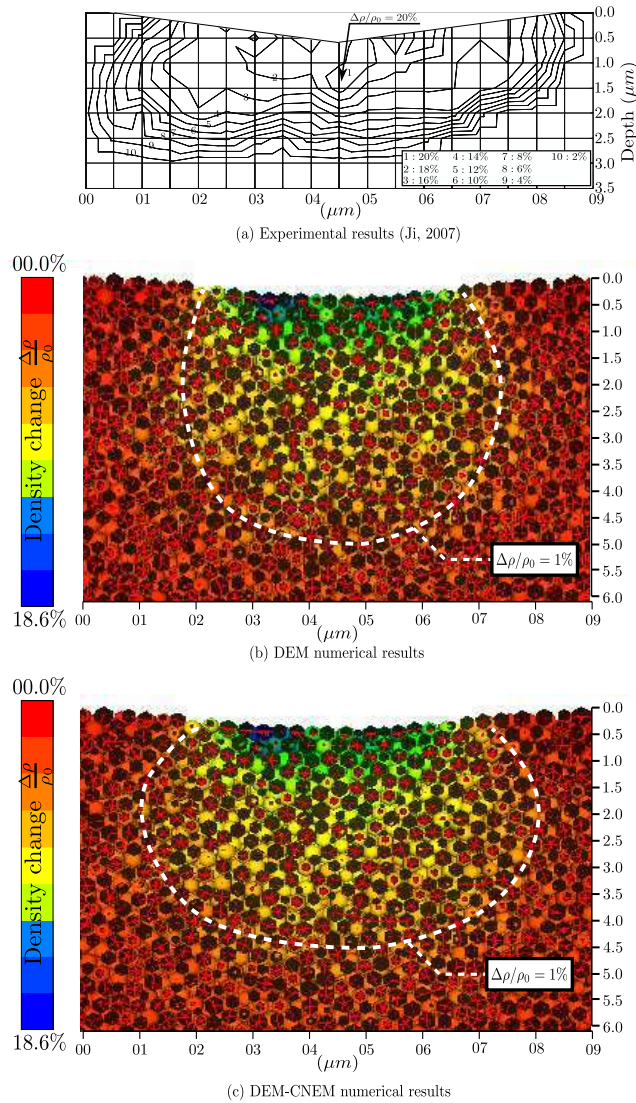 Δρ/ρ₀ = 20%
0.0
0.5
1.0
1.5
2.0
2.5
3.0
3.5
Depth (μm)
1
2
3
4
5
6
7
8
9
10
1 : 20% 4 : 14% 7 : 8% 10 : 2%
2 : 18% 5 : 12% 8 : 6%
3 : 16% 6 : 10% 9 : 4%
00 01 02 03 04 05 06 07 08 09
(μm)
(a) Experimental results (Ji, 2007)
00.0%
Density change Δρ/ρ₀
18.6%
0.0
0.5
1.0
1.5
2.0
2.5
3.0
3.5
4.0
4.5
5.0
5.5
6.0
Δρ/ρ₀ = 1%
00 01 02 03 04 05 06 07 09
(μm)
(b) DEM numerical results
00.0%
Density change Δρ/ρ₀
18.6%
0.0
0.5
1.0
1.5
2.0
2.5
3.0
3.5
4.0
4.5
5.0
5.5
6.0
Δρ/ρ₀ = 1%
00 01 02 03 04 05 06 07 09
(μm)
(c) DEM-CNEM numerical results